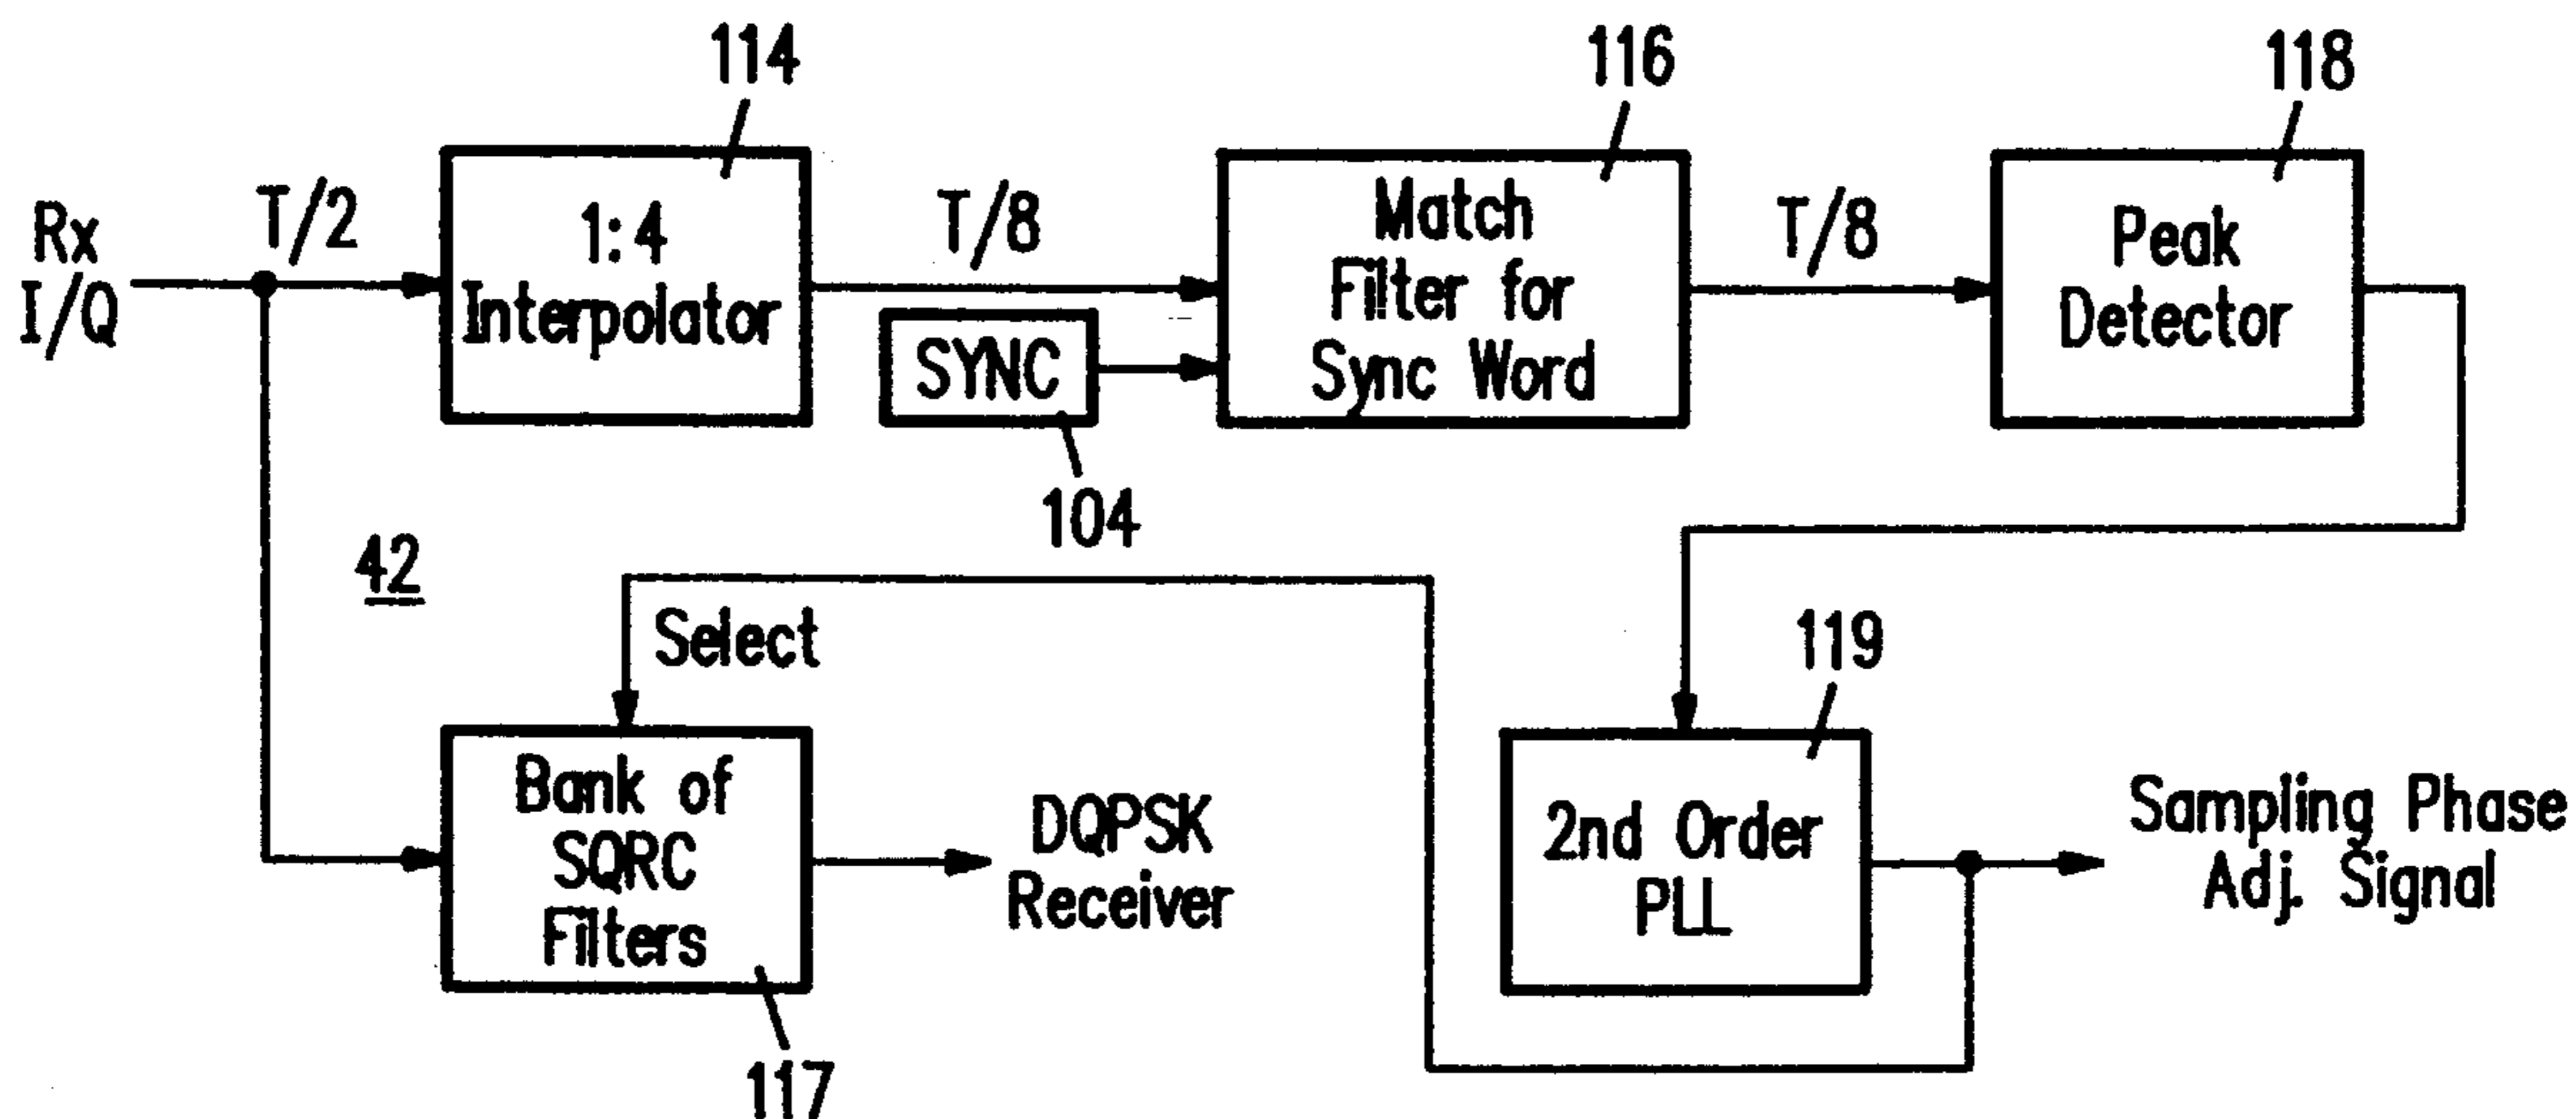 114
116
118
Rx
I/Q
T/2
1:4
Interpolator
T/8
SYNC
104
Match
Filter for
Sync Word
T/8
Peak
Detector
42
Select
119
Bank of
SQRC
Filters
117
DQPSK
Receiver
2nd Order
PLL
Sampling Phase
Adj. Signal